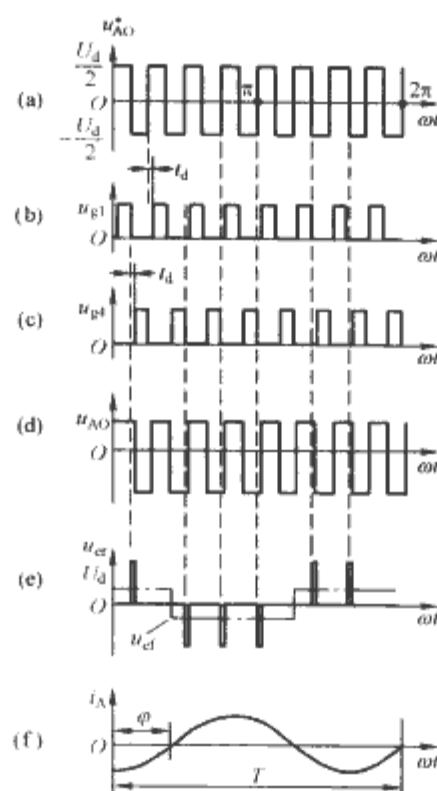 u*AO
(a) Ud/2 O -Ud/2 π 2π ωt
td
(b) ug1 O ωt
td
(c) ug4 O ωt
(d) uAO O ωt
uef
(e) Ud O ωt
uef
(f) iA φ O ωt
T